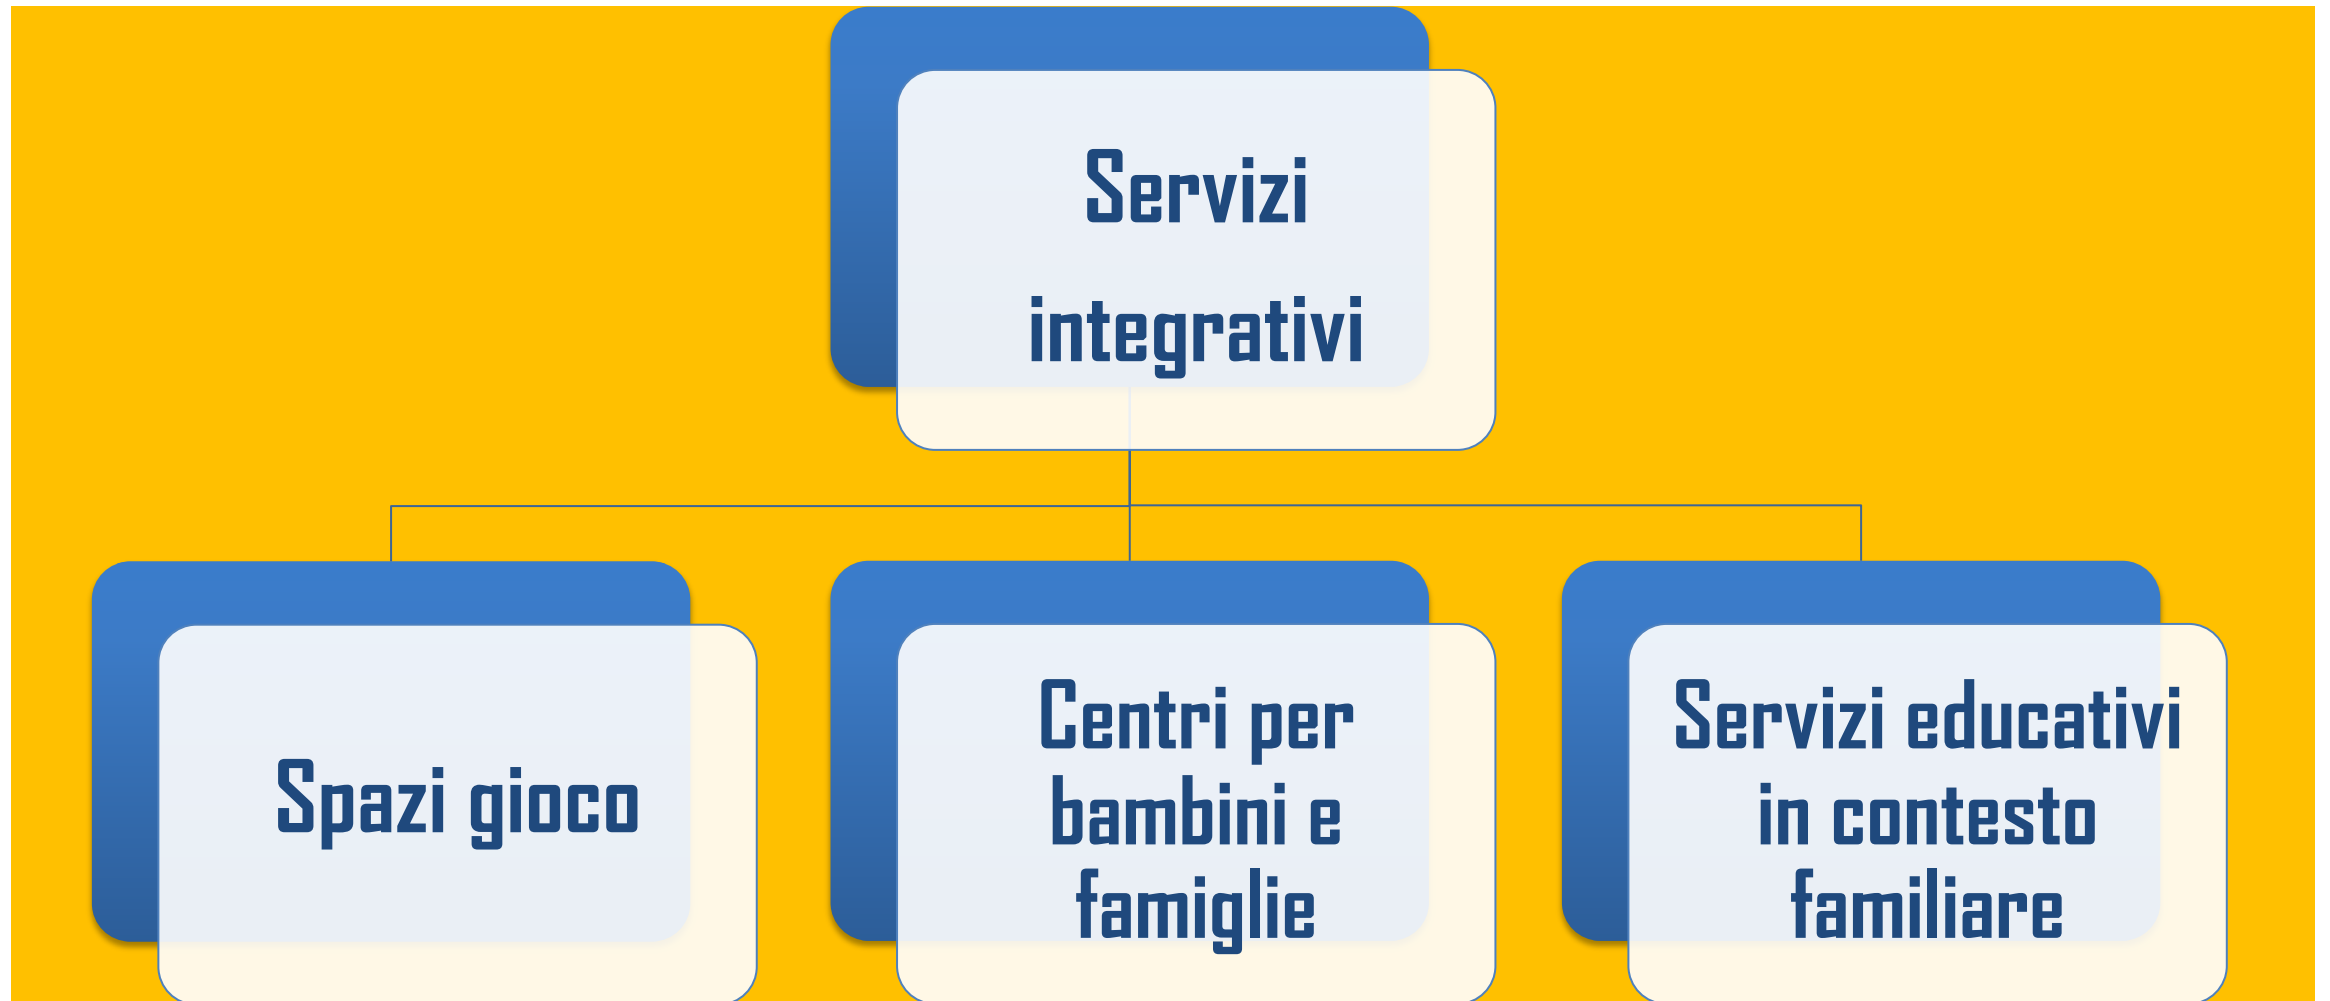 Servizi
integrativi
Spazi gioco
Centri per
bambini e
famiglie
Servizi educativi
in contesto
familiare